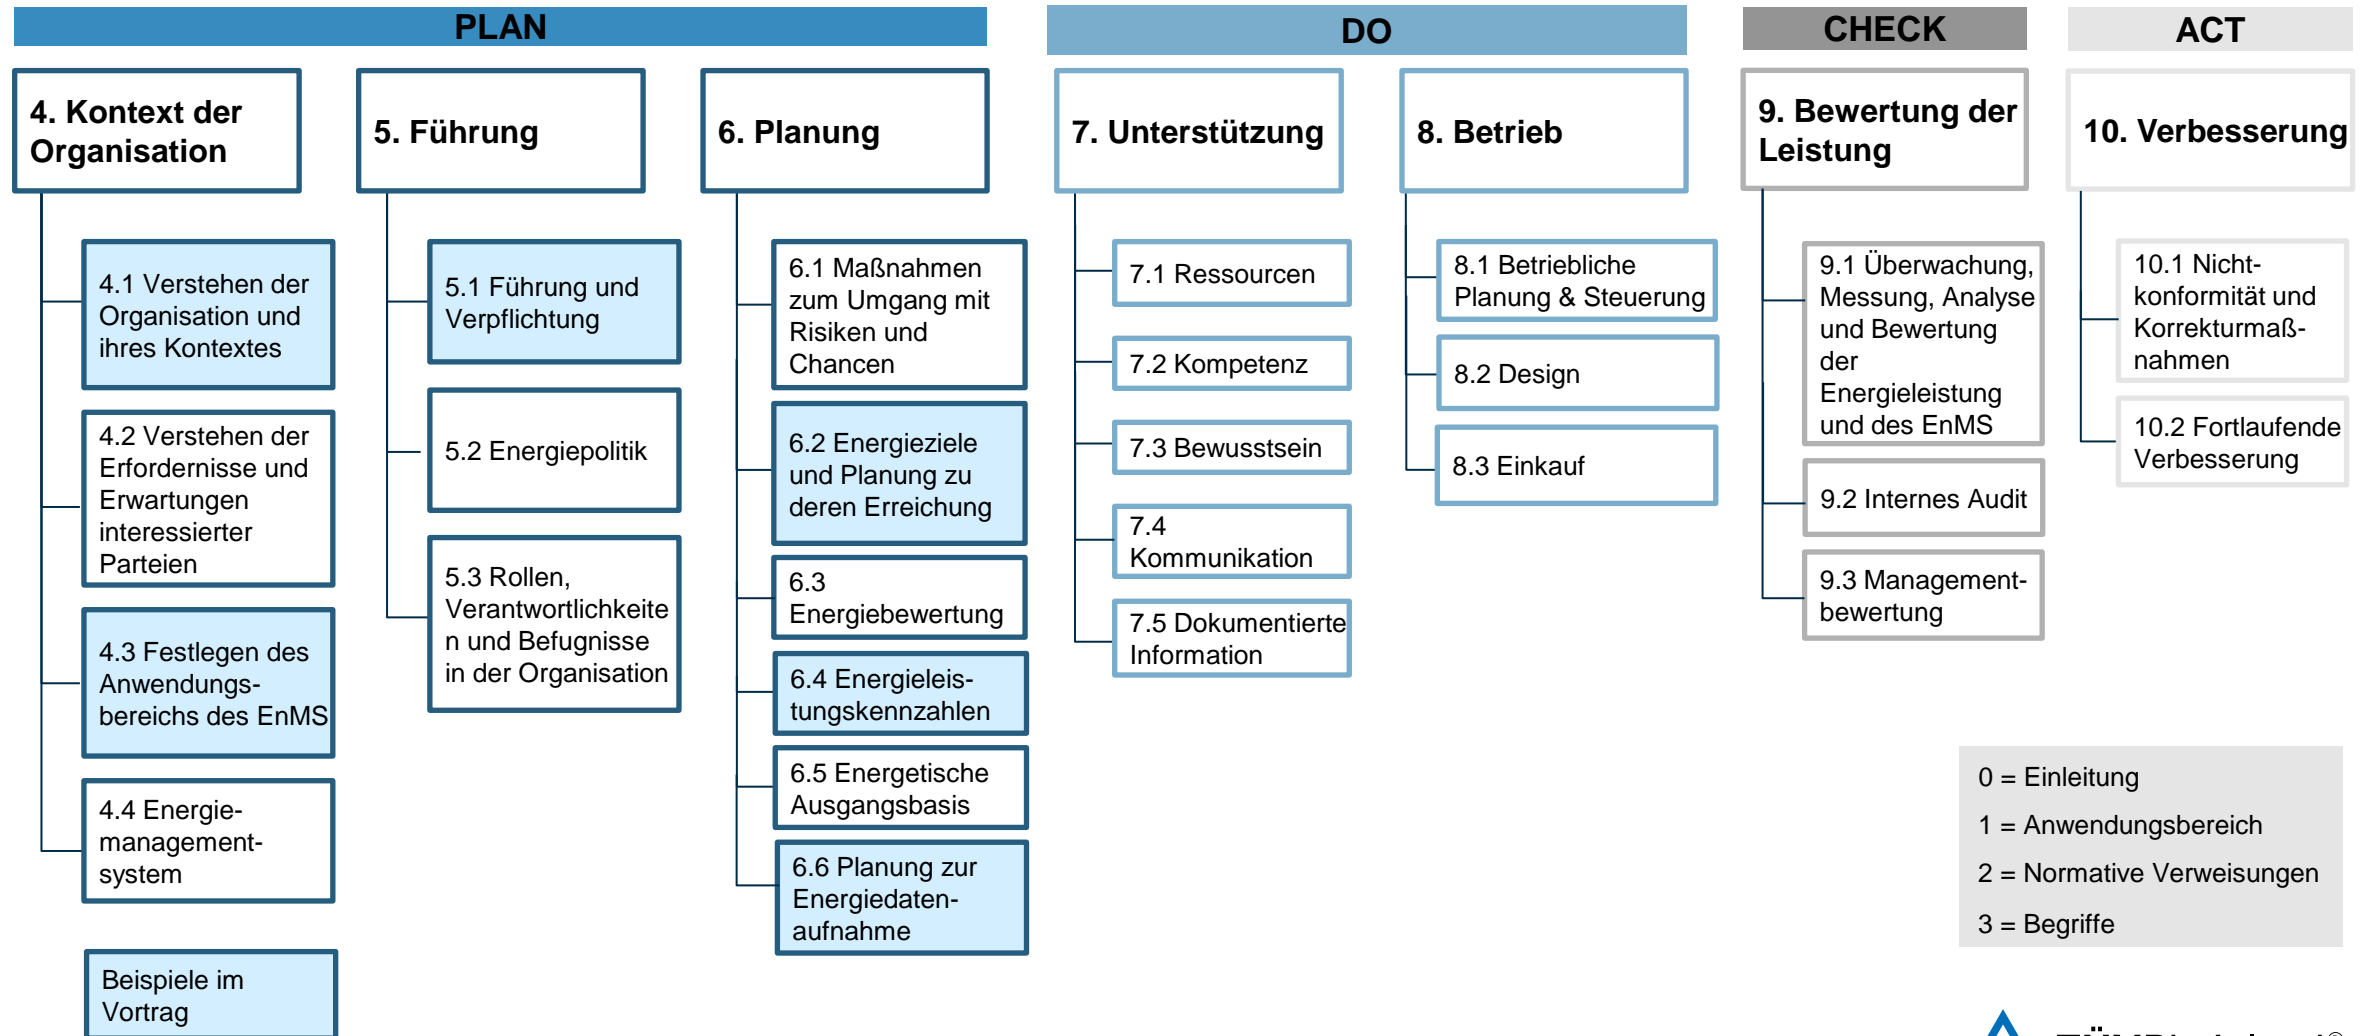 PLAN
DO
CHECK
ACT
4. Kontext der
Organisation
5. Führung
6. Planung
7. Unterstützung
8. Betrieb
9. Bewertung der
Leistung
10. Verbesserung
4.1 Verstehen der
Organisation und
ihres Kontextes
4.2 Verstehen der
Erfordernisse und
Erwartungen
interessierter
Parteien
4.3 Festlegen des
Anwendungs-
bereichs des EnMS
4.4 Energie-
management-
system
Beispiele im
Vortrag
5.1 Führung und
Verpflichtung
5.2 Energiepolitik
5.3 Rollen,
Verantwortlichkeite
n und Befugnisse
in der Organisation
6.1 Maßnahmen
zum Umgang mit
Risiken und
Chancen
6.2 Energieziele
und Planung zu
deren Erreichung
6.3
Energiebewertung
6.4 Energieleis-
tungskennzahlen
6.5 Energetische
Ausgangsbasis
6.6 Planung zur
Energiedaten-
aufnahme
7.1 Ressourcen
7.2 Kompetenz
7.3 Bewusstsein
7.4
Kommunikation
7.5 Dokumentierte
Information
8.1 Betriebliche
Planung & Steuerung
8.2 Design
8.3 Einkauf
9.1 Überwachung,
Messung, Analyse
und Bewertung
der
Energieleistung
und des EnMS
9.2 Internes Audit
9.3 Management-
bewertung
10.1 Nicht-
konformität und
Korrekturmaß-
nahmen
10.2 Fortlaufende
Verbesserung
0 = Einleitung
1 = Anwendungsbereich
2 = Normative Verweisungen
3 = Begriffe